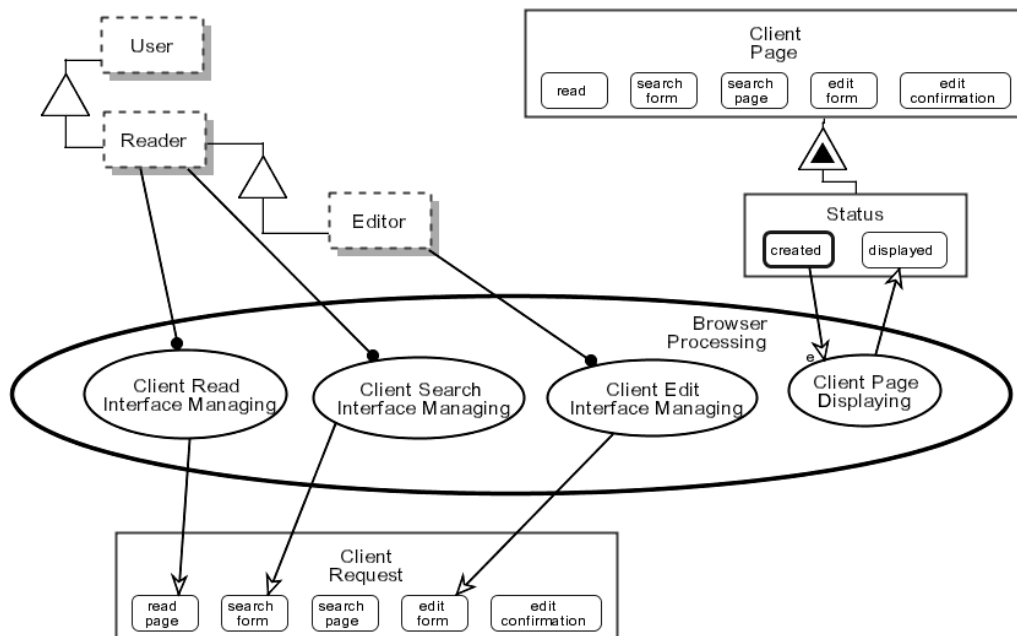 User
Reader
Editor
Client
Page
read
search
form
search
page
edit
form
edit
confirmation
Status
created
displayed
Browser
Processing
e
Client Read
Interface Managing
Client Search
Interface Managing
Client Edit
Interface Managing
Client Page
Displaying
Client
Request
read
page
search
form
search
page
edit
form
edit
confirmation